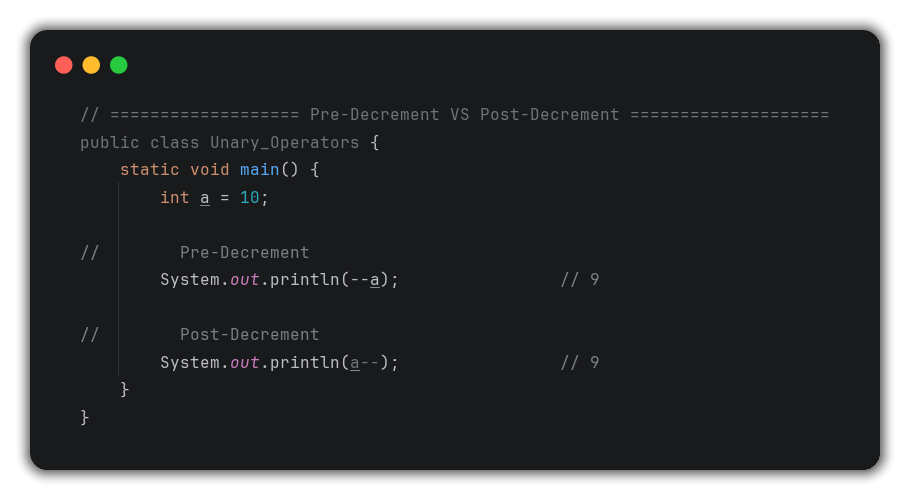 // =================== Pre-Decrement VS Post-Decrement ====================
public class Unary_Operators {
    static void main() {
        int a = 10;
//        Pre-Decrement
        System.out.println(--a);                // 9
//        Post-Decrement
        System.out.println(a--);                // 9
    }
}